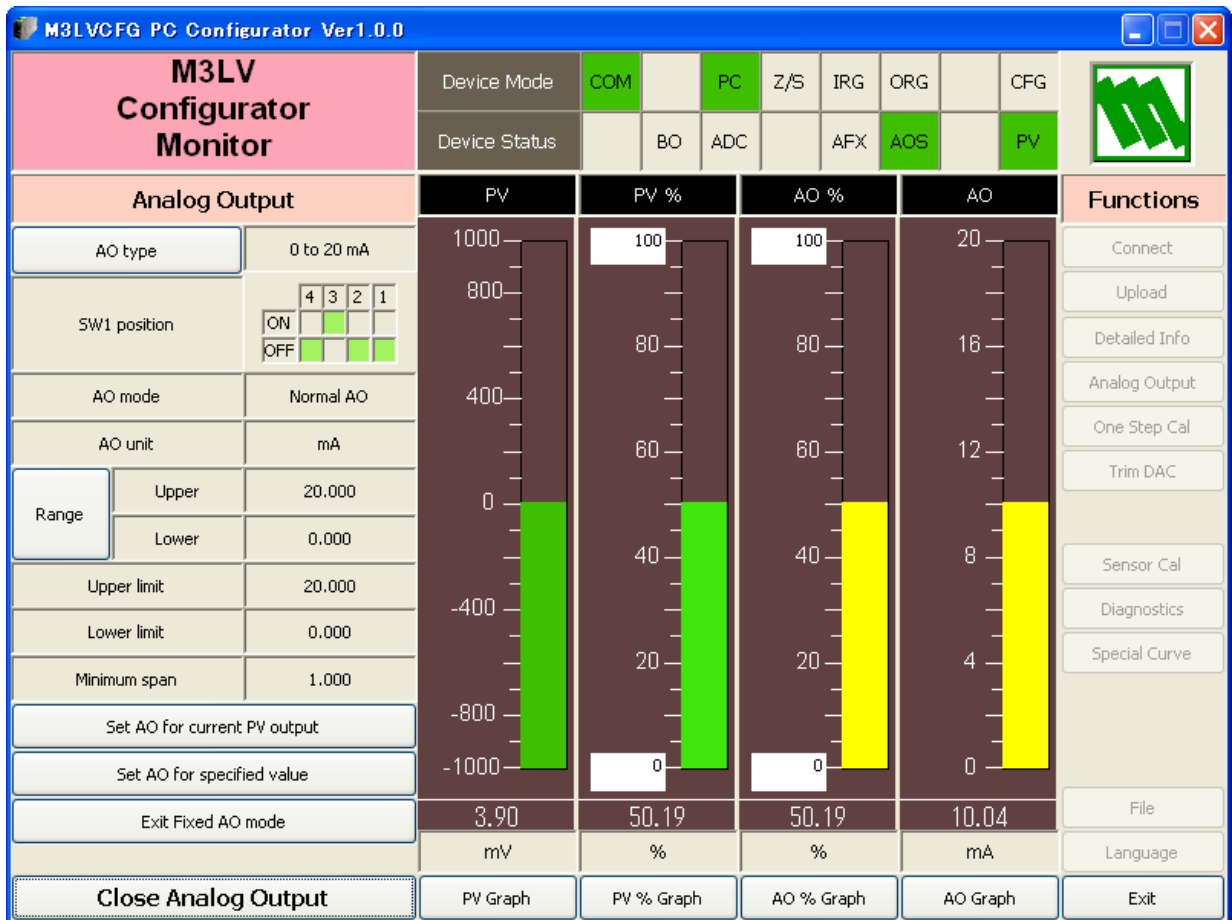 M3LVCFG PC Configurator Ver1.0.0
M3LV
Configurator
Monitor
Device Mode
COM
PC
Z/S
IRG
ORG
CFG
Device Status
BO
ADC
AFX
AOS
PV
Analog Output
AO type
0 to 20 mA
SW1 position
4 3 2 1
ON
OFF
AO mode
Normal AO
AO unit
mA
Range
Upper
20.000
Lower
0.000
Upper limit
20.000
Lower limit
0.000
Minimum span
1.000
Set AO for current PV output
Set AO for specified value
Exit Fixed AO mode
Close Analog Output
PV
1000
800
400
0
-400
-800
-1000
3.90
mV
PV Graph
PV %
100
80
60
40
20
0
50.19
%
PV % Graph
AO %
100
80
60
40
20
0
50.19
%
AO % Graph
AO
20
16
12
8
4
0
10.04
mA
AO Graph
Functions
Connect
Upload
Detailed Info
Analog Output
One Step Cal
Trim DAC
Sensor Cal
Diagnostics
Special Curve
File
Language
Exit